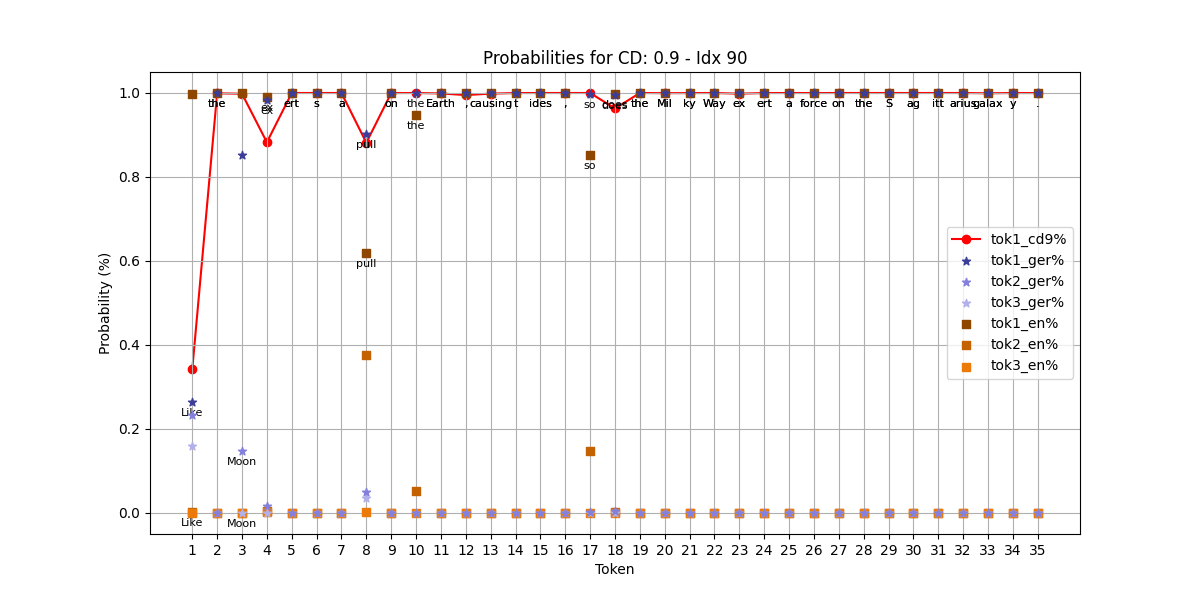 Probabilities for CD: 0.9 - Idx 90
Probability (%)
1.0
0.8
0.6
0.4
0.2
0.0
the ex ert s a on the Earth , causing t ides , so does the Mil ky Way ex ert a force on the S ag itt arius galax y .
ex
pull
the
so
pull
Like
Moon
Like
Moon
tok1_cd9%
tok1_ger%
tok2_ger%
tok3_ger%
tok1_en%
tok2_en%
tok3_en%
1 2 3 4 5 6 7 8 9 10 11 12 13 14 15 16 17 18 19 20 21 22 23 24 25 26 27 28 29 30 31 32 33 34 35
Token